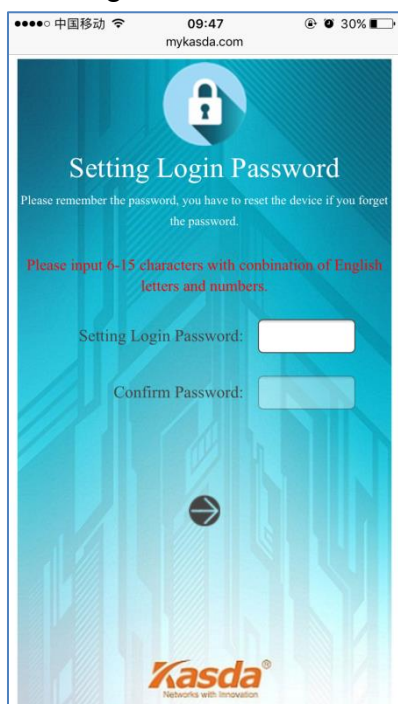 中国移动 09:47 30%
mykasda.com
Setting Login Password
Please remember the password, you have to reset the device if you forget
the password.
Please input 6-15 characters with conbination of English
letters and numbers.
Setting Login Password:
Confirm Password:
Kasda®
Networks with Innovation